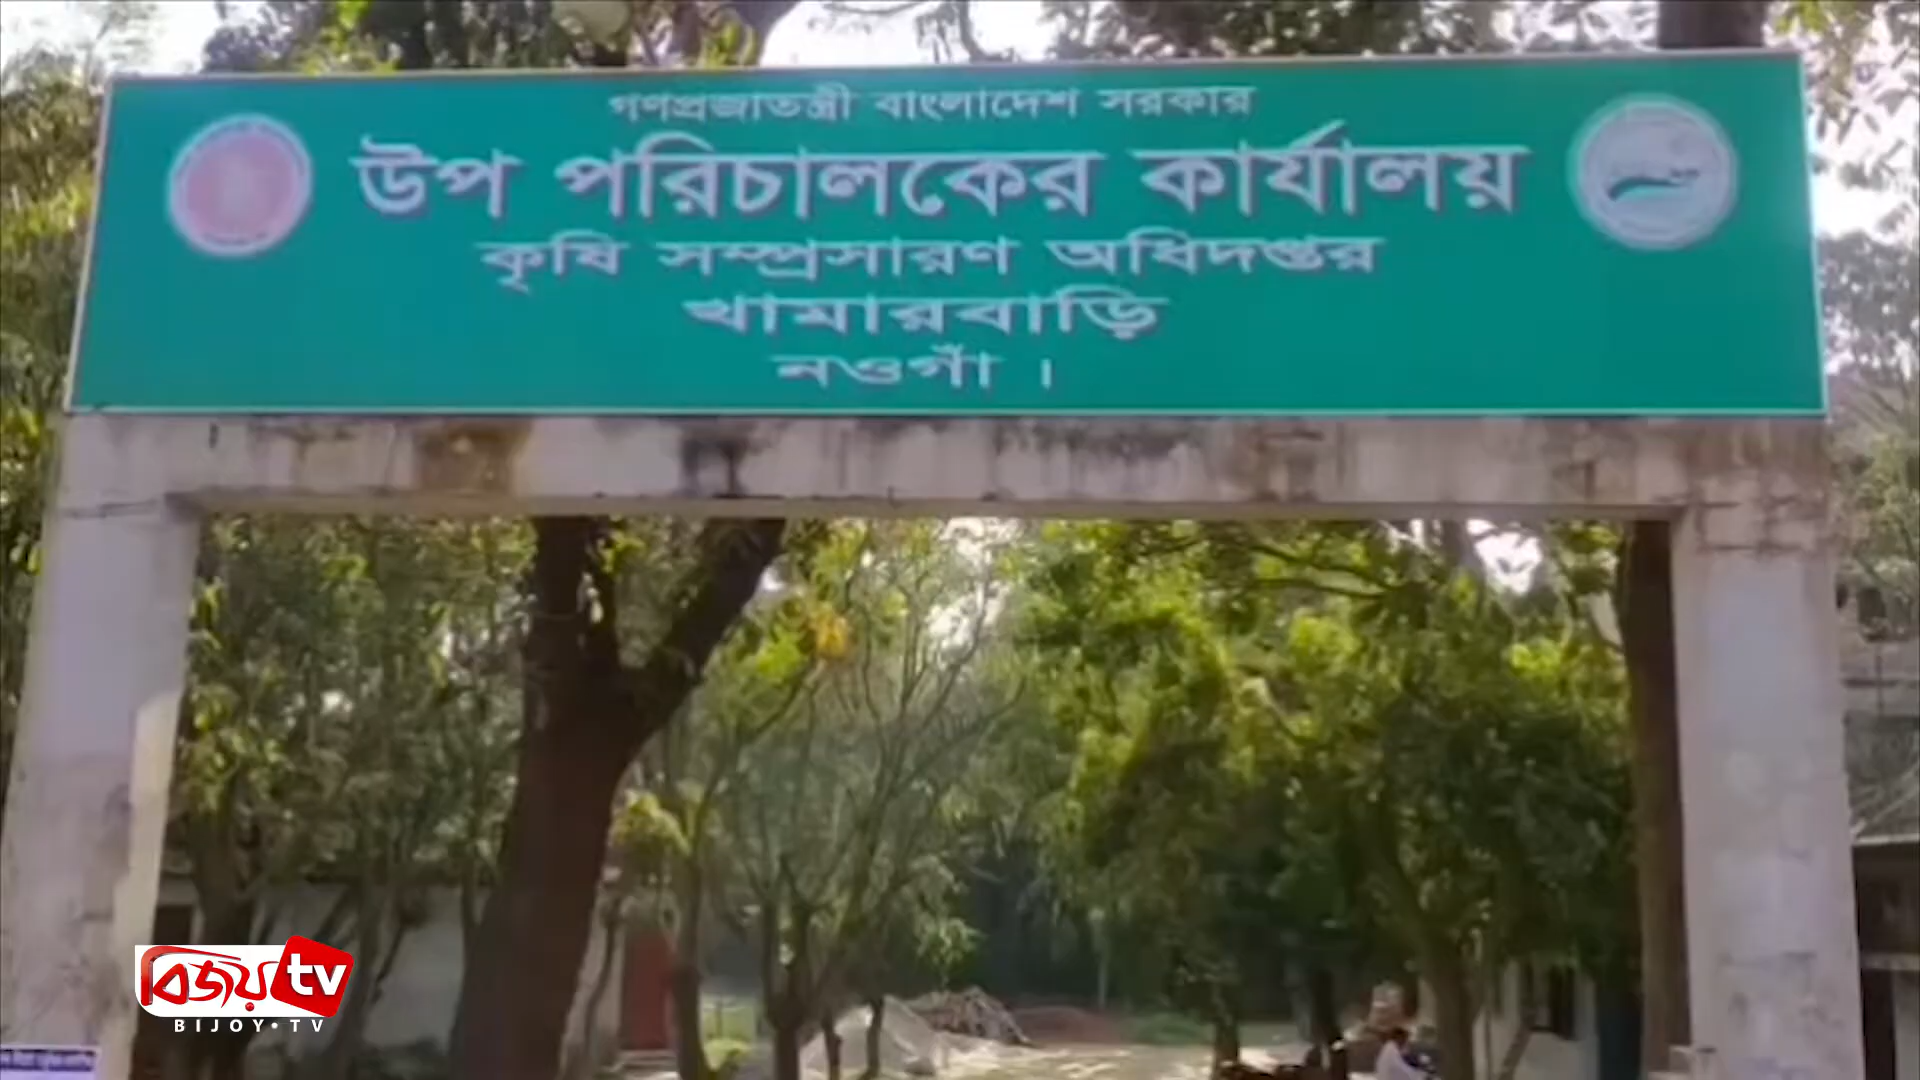 গণপ্রজাতন্ত্রী বাংলাদেশ সরকার
উপ পরিচালকের কার্যালয়
কৃষি সম্প্রসারণ অধিদপ্তর
খামারবাড়ি
নওগাঁ ।
বিজয় tv
BIJOY•TV